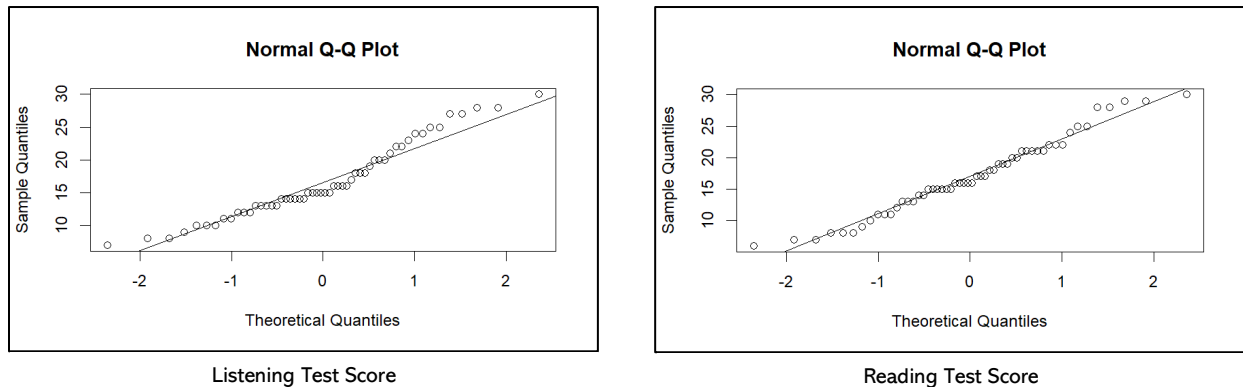 Normal Q-Q Plot
Sample Quantiles
10 15 20 25 30
-2 -1 0 1 2
Theoretical Quantiles
Listening Test Score
Normal Q-Q Plot
Sample Quantiles
10 15 20 25 30
-2 -1 0 1 2
Theoretical Quantiles
Reading Test Score